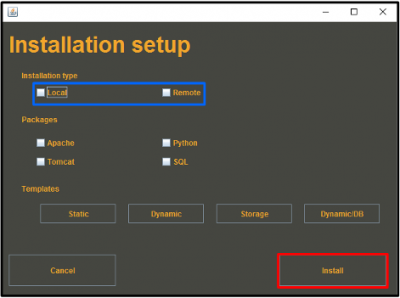 Installation setup
Installation type
Local Remote
Packages
Apache Python
Tomcat SQL
Templates
Static Dynamic Storage Dynamic/DB
Cancel Install